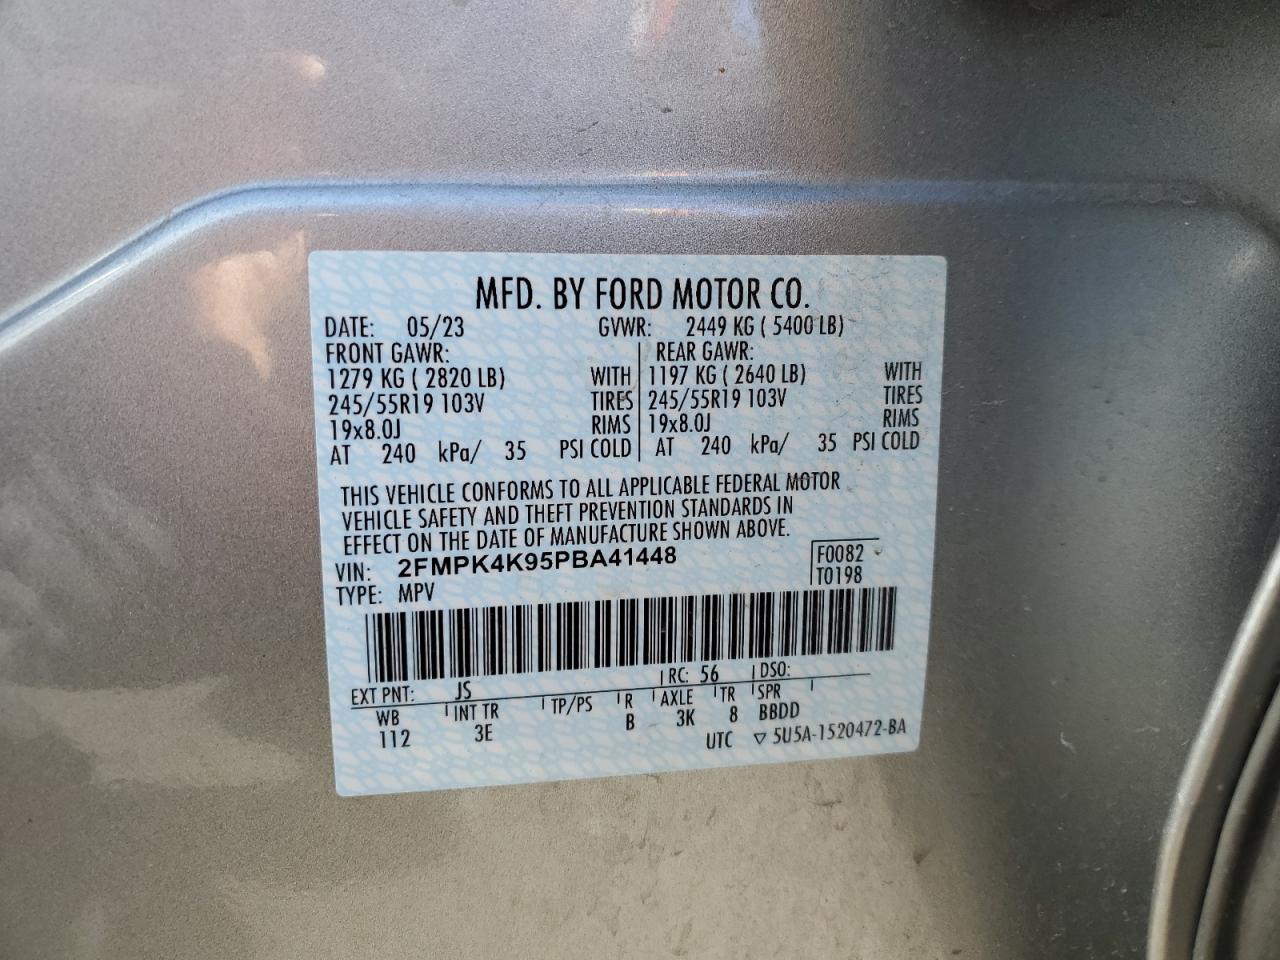 MFD. BY FORD MOTOR CO.
DATE: 05/23 GVWR: 2449 KG ( 5400 LB)
FRONT GAWR: REAR GAWR:
1279 KG ( 2820 LB) WITH 1197 KG ( 2640 LB) WITH
245/55R19 103V TIRES 245/55R19 103V TIRES
19x8.0J RIMS 19x8.0J RIMS
AT 240 kPa/ 35 PSI COLD AT 240 kPa/ 35 PSI COLD
THIS VEHICLE CONFORMS TO ALL APPLICABLE FEDERAL MOTOR
VEHICLE SAFETY AND THEFT PREVENTION STANDARDS IN
EFFECT ON THE DATE OF MANUFACTURE SHOWN ABOVE.
VIN: 2FMPK4K95PBA41448 F0082
TYPE: MPV T0198
EXT PNT: JS RC: 56 DSO:
WB INT TR TP/PS R AXLE TR SPR
112 3E B 3K 8 BBDD
UTC ▽ 5U5A-1520472-BA